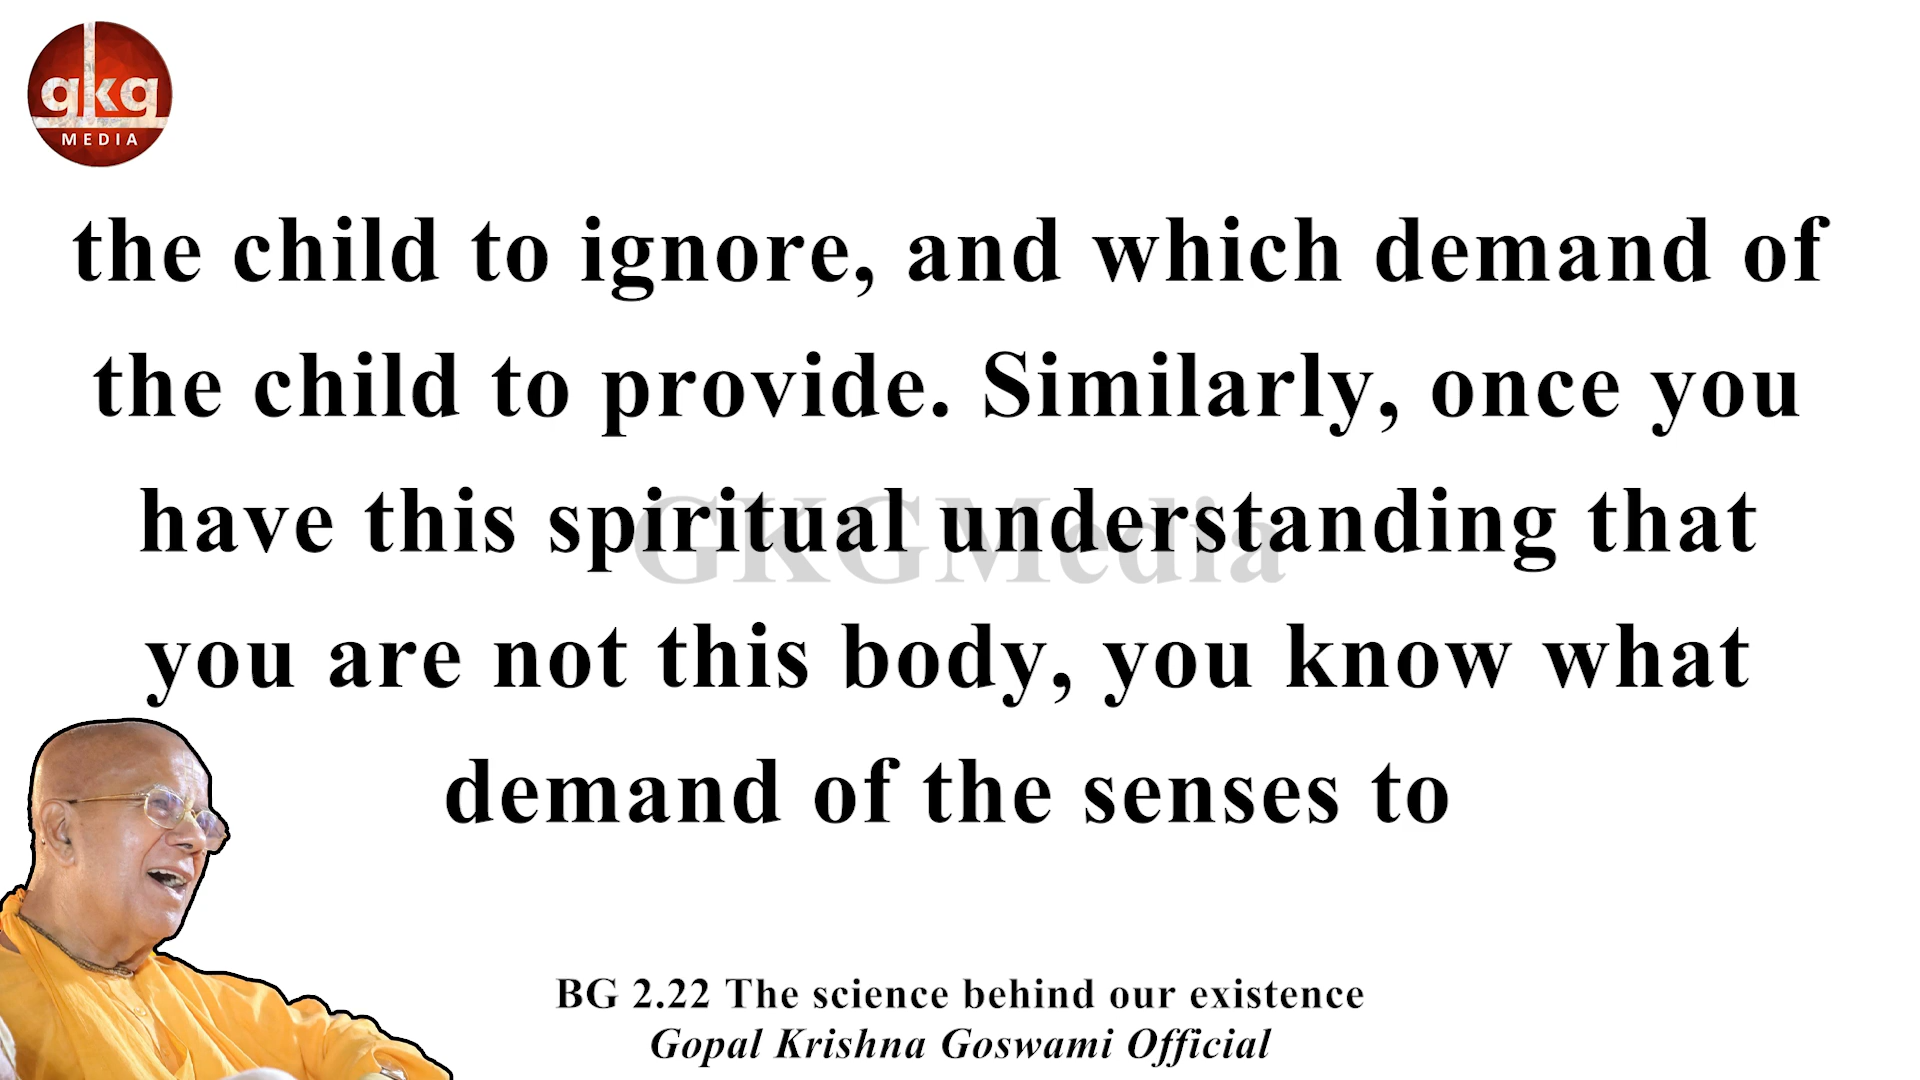 gkg
MEDIA
the child to ignore, and which demand of
the child to provide. Similarly, once you
have this spiritual understanding that
GKGMedia
you are not this body, you know what
demand of the senses to
BG 2.22 The science behind our existence
Gopal Krishna Goswami Official